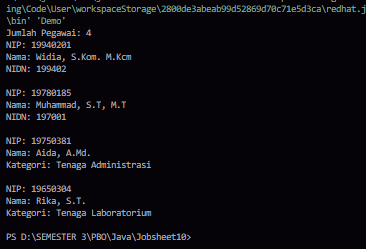 ing\Code\User\workspaceStorage\2800de3abeab99d52869d70c71e5d3ca\redhat.j
\bin' 'Demo'
Jumlah Pegawai: 4
NIP: 19940201
Nama: Widia, S.Kom. M.Kcm
NIDN: 199402
NIP: 19780185
Nama: Muhammad, S.T, M.T
NIDN: 197001
NIP: 19750381
Nama: Aida, A.Md.
Kategori: Tenaga Administrasi
NIP: 19650304
Nama: Rika, S.T.
Kategori: Tenaga Laboratorium
PS D:\SEMESTER 3\PBO\Java\Jobsheet10>